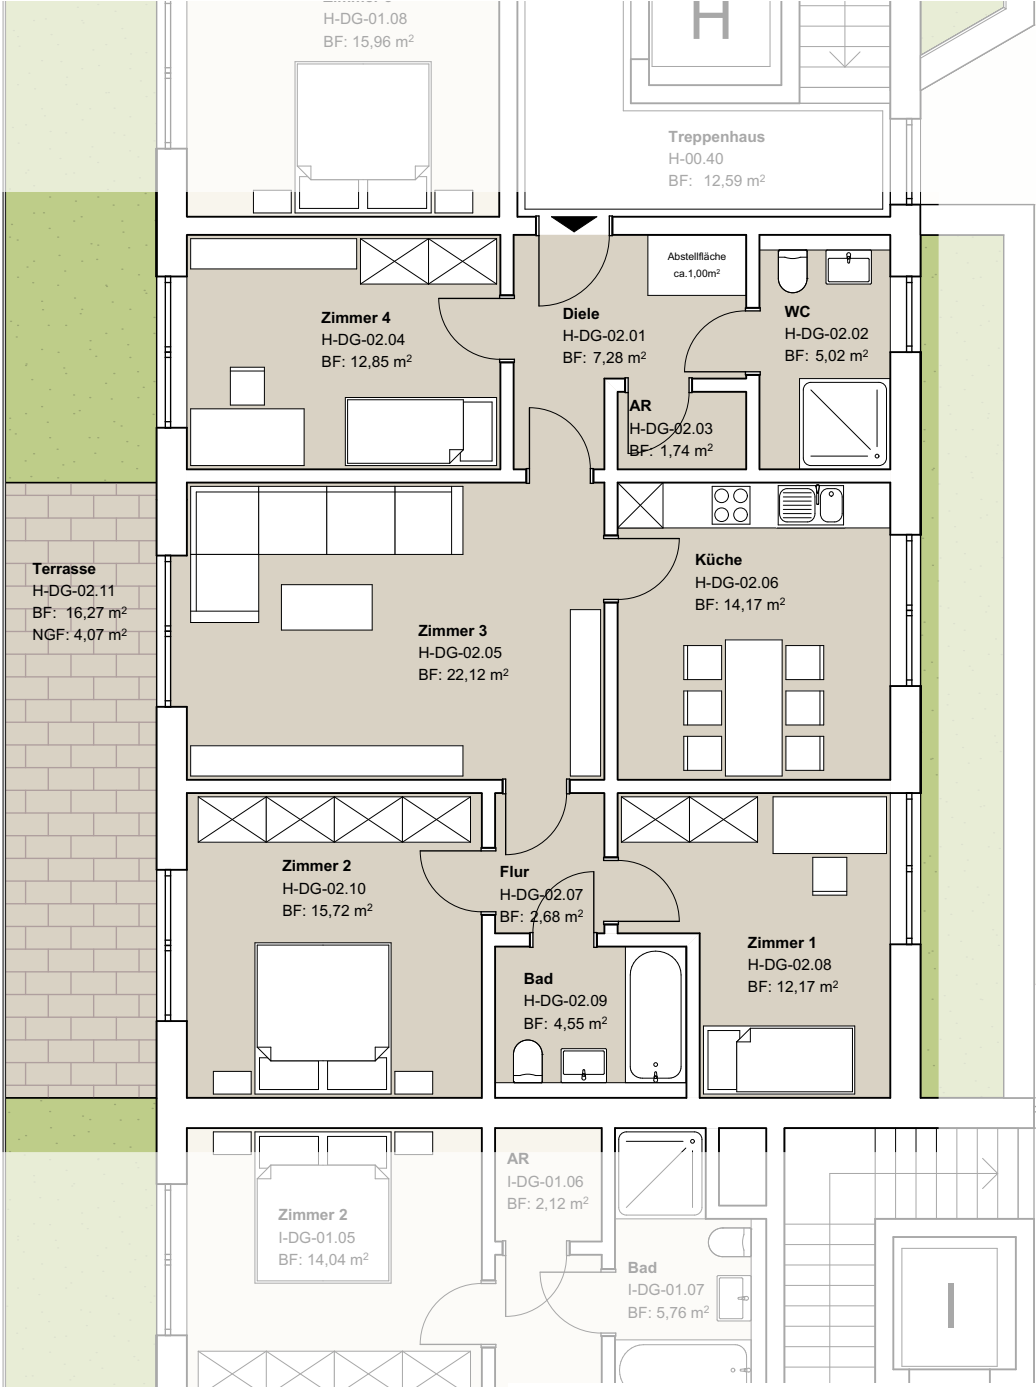 H-DG-01.08
BF: 15,96 m²
H
Treppenhaus
H-00.40
BF: 12,59 m²
Abstellfläche
ca.1,00m²
Zimmer 4
H-DG-02.04
BF: 12,85 m²
Diele
H-DG-02.01
BF: 7,28 m²
WC
H-DG-02.02
BF: 5,02 m²
AR
H-DG-02.03
BF: 1,74 m²
Terrasse
H-DG-02.11
BF: 16,27 m²
NGF: 4,07 m²
Zimmer 3
H-DG-02.05
BF: 22,12 m²
Küche
H-DG-02.06
BF: 14,17 m²
Zimmer 2
H-DG-02.10
BF: 15,72 m²
Flur
H-DG-02.07
BF: 2,68 m²
Zimmer 1
H-DG-02.08
BF: 12,17 m²
Bad
H-DG-02.09
BF: 4,55 m²
AR
I-DG-01.06
BF: 2,12 m²
Zimmer 2
I-DG-01.05
BF: 14,04 m²
Bad
I-DG-01.07
BF: 5,76 m²
I